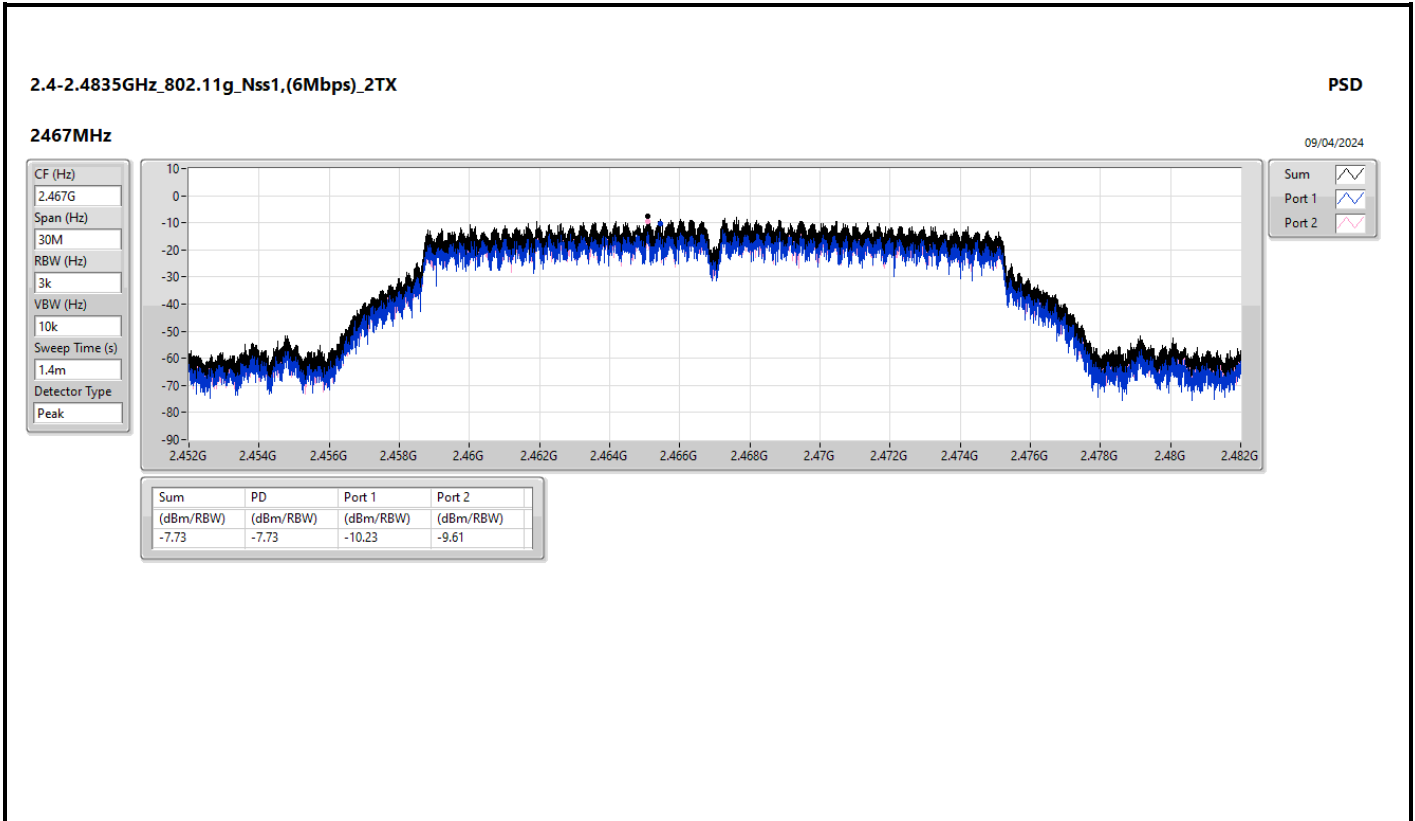 2.4-2.4835GHz_802.11g_Nss1,(6Mbps)_2TX
PSD
2467MHz
09/04/2024
CF (Hz)
2.467G
Span (Hz)
30M
RBW (Hz)
3k
VBW (Hz)
10k
Sweep Time (s)
1.4m
Detector Type
Peak
10
0
-10
-20
-30
-40
-50
-60
-70
-80
-90
2.452G 2.454G 2.456G 2.458G 2.46G 2.462G 2.464G 2.466G 2.468G 2.47G 2.472G 2.474G 2.476G 2.478G 2.48G 2.482G
Sum
Port 1
Port 2
Sum PD Port 1 Port 2
(dBm/RBW) (dBm/RBW) (dBm/RBW) (dBm/RBW)
-7.73 -7.73 -10.23 -9.61